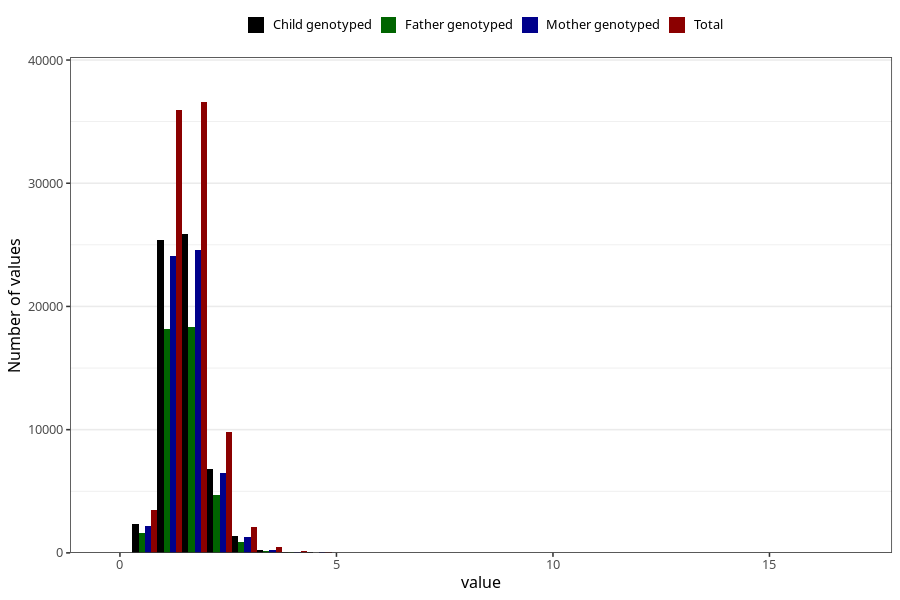 Child genotyped Father genotyped Mother genotyped Total
40000
30000
20000
10000
0
Number of values
0 5 10 15
value